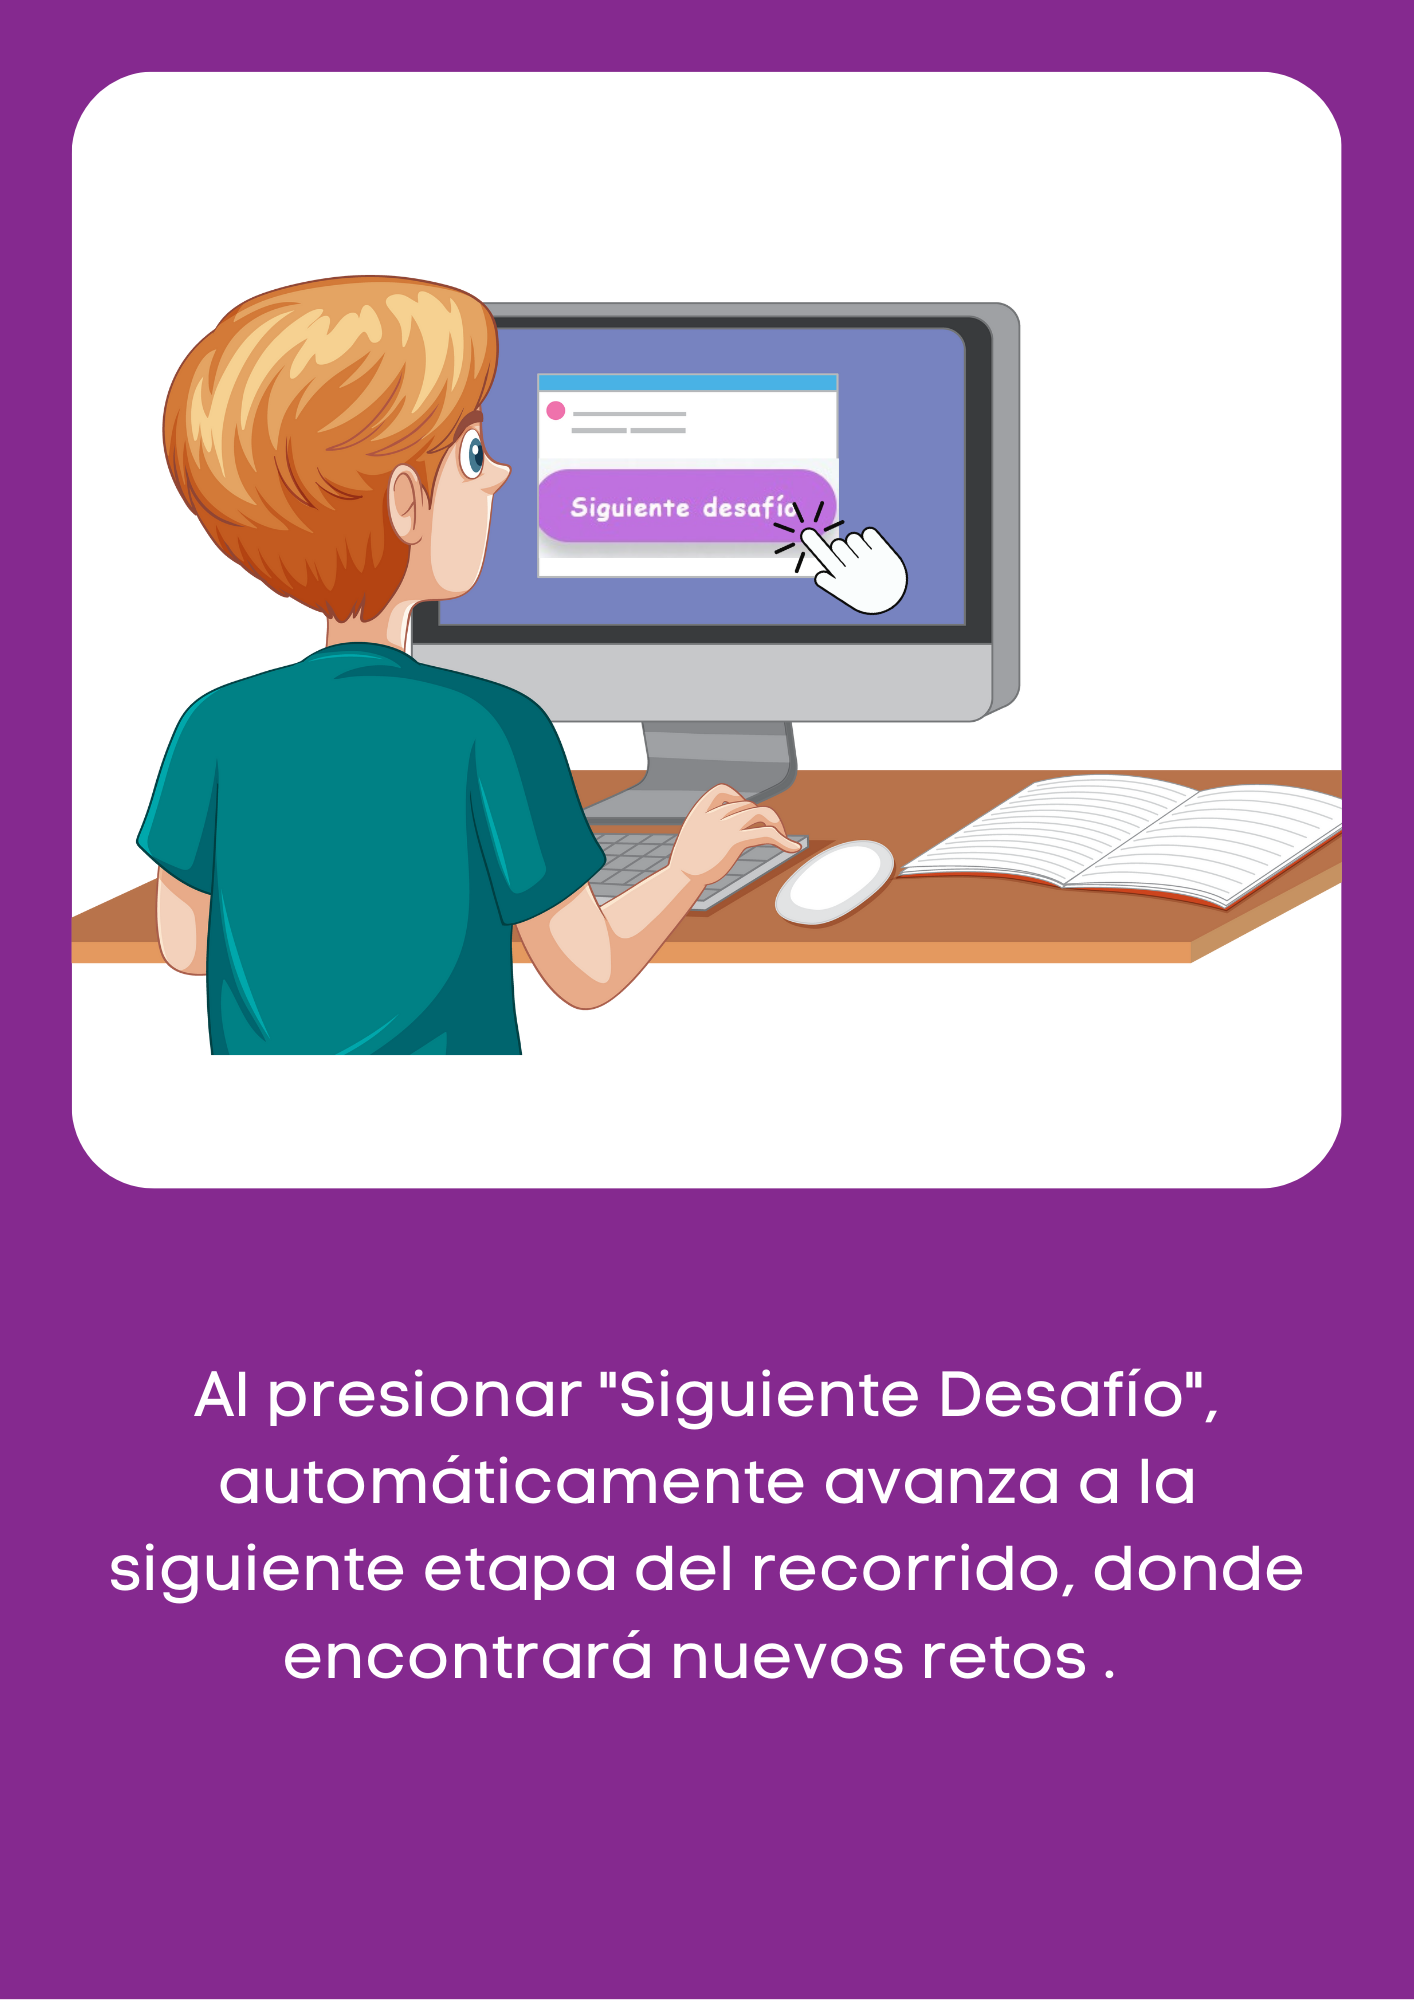 Siguiente desafío
Al presionar "Siguiente Desafío",
automáticamente avanza a la
siguiente etapa del recorrido, donde
encontrará nuevos retos .